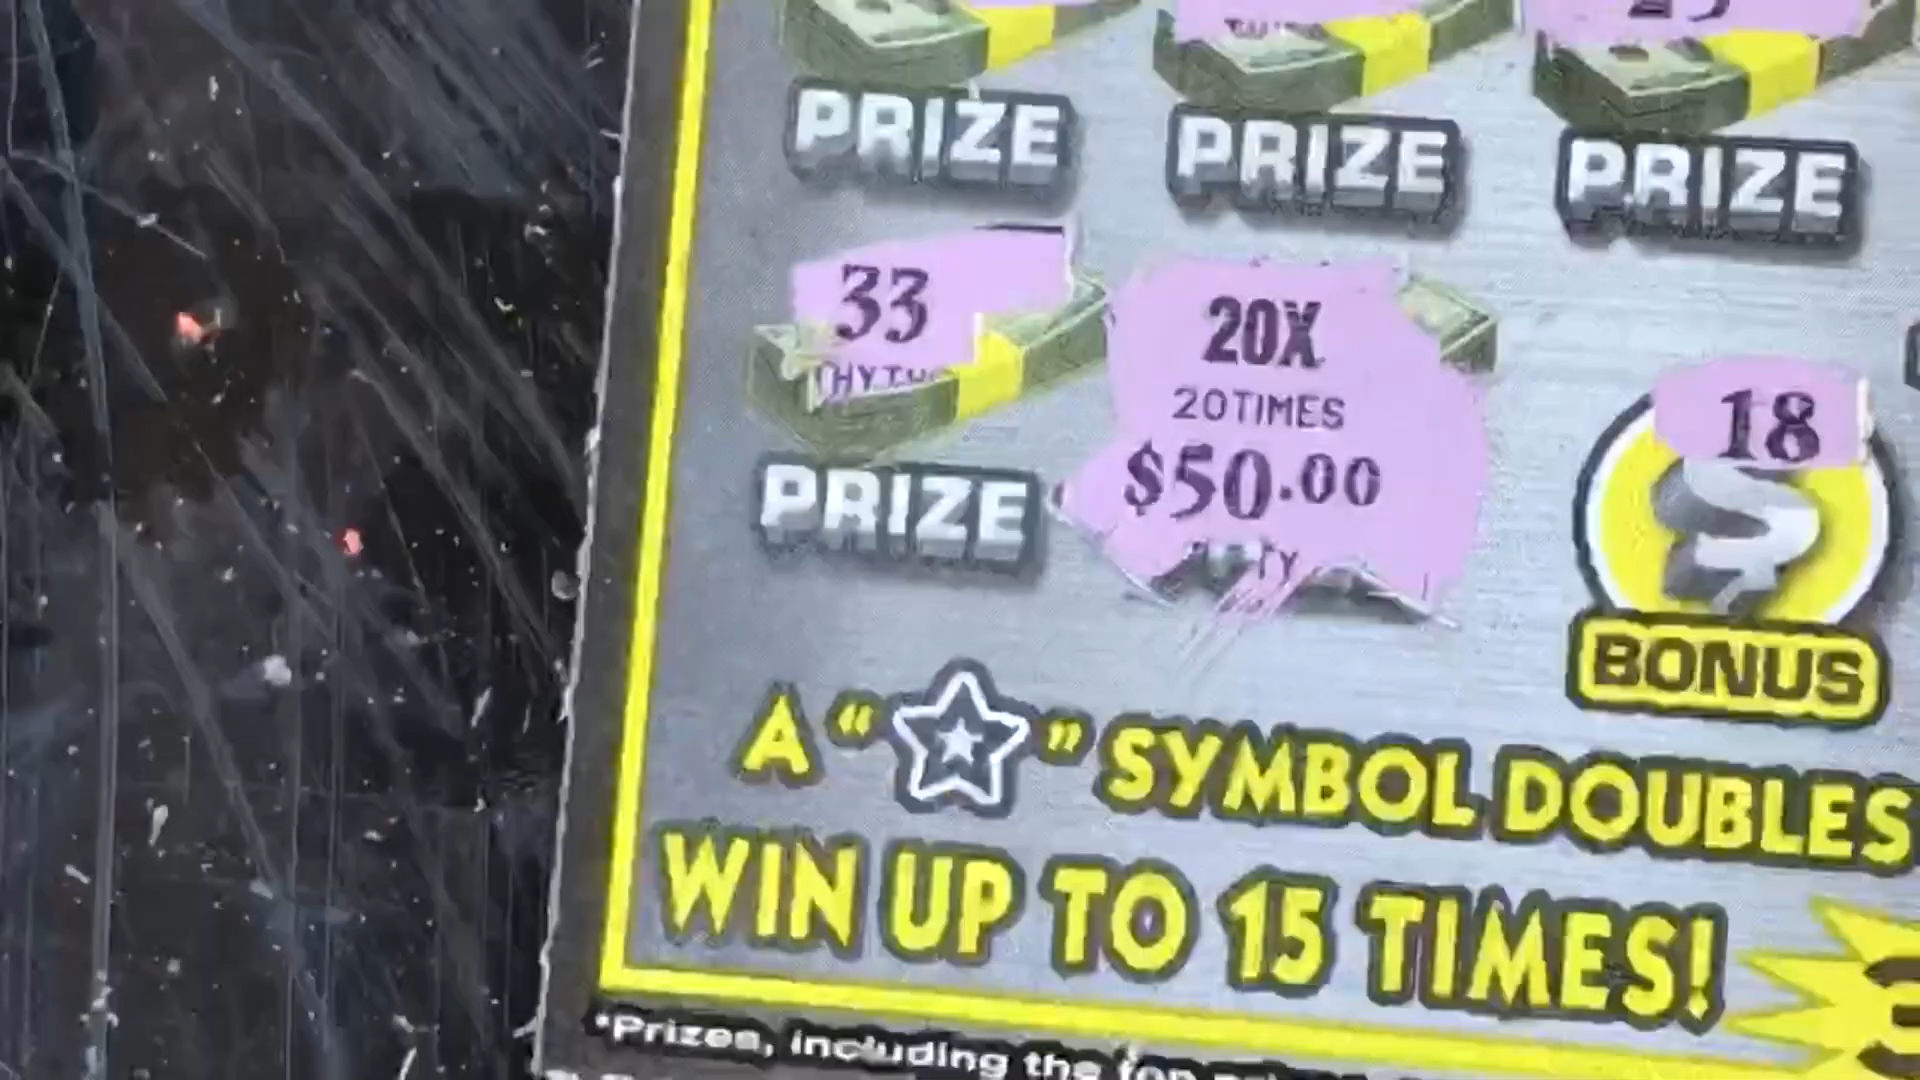 PRIZE PRIZE PRIZE
33
20X
20TIMES
$50.00
18
PRIZE
BONUS
A “ ” SYMBOL DOUBLES
WIN UP TO 15 TIMES!
*Prizes, including the top